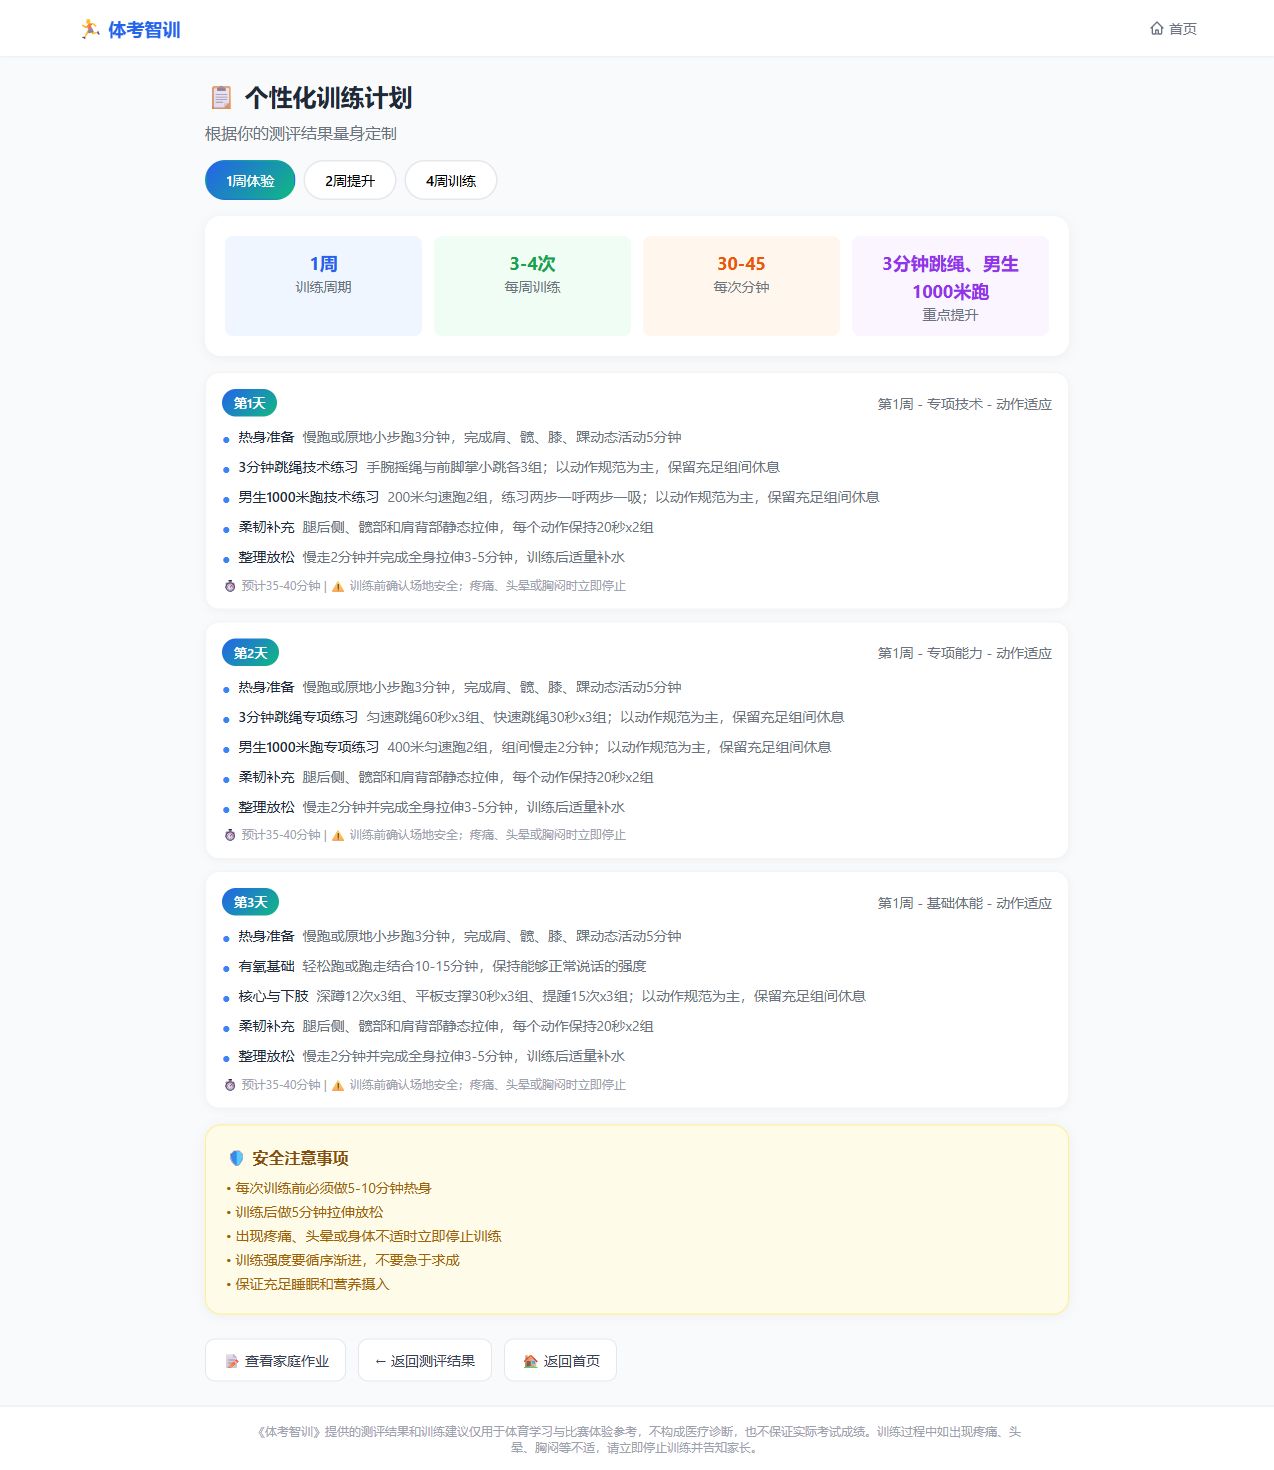 体考智训
首页
个性化训练计划
根据你的测评结果量身定制
1周体验
2周提升
4周训练
1周
训练周期
3-4次
每周训练
30-45
每次分钟
3分钟跳绳、男生
1000米跑
重点提升
第1天
第1周 - 专项技术 - 动作适应
热身准备 慢跑或原地小步跑3分钟，完成肩、髋、膝、踝动态活动5分钟
3分钟跳绳技术练习 手腕摇绳与前脚掌小跳各3组；以动作规范为主，保留充足组间休息
男生1000米跑技术练习 200米匀速跑2组，练习两步一呼两步一吸；以动作规范为主，保留充足组间休息
柔韧补充 腿后侧、髋部和肩背部静态拉伸，每个动作保持20秒x2组
整理放松 慢走2分钟并完成全身拉伸3-5分钟，训练后适量补水
预计35-40分钟 | 训练前确认场地安全；疼痛、头晕或胸闷时立即停止
第2天
第1周 - 专项能力 - 动作适应
热身准备 慢跑或原地小步跑3分钟，完成肩、髋、膝、踝动态活动5分钟
3分钟跳绳专项练习 匀速跳绳60秒x3组、快速跳绳30秒x3组；以动作规范为主，保留充足组间休息
男生1000米跑专项练习 400米匀速跑2组，组间慢走2分钟；以动作规范为主，保留充足组间休息
柔韧补充 腿后侧、髋部和肩背部静态拉伸，每个动作保持20秒x2组
整理放松 慢走2分钟并完成全身拉伸3-5分钟，训练后适量补水
预计35-40分钟 | 训练前确认场地安全；疼痛、头晕或胸闷时立即停止
第3天
第1周 - 基础体能 - 动作适应
热身准备 慢跑或原地小步跑3分钟，完成肩、髋、膝、踝动态活动5分钟
有氧基础 轻松跑或跑走结合10-15分钟，保持能够正常说话的强度
核心与下肢 深蹲12次x3组、平板支撑30秒x3组、提踵15次x3组；以动作规范为主，保留充足组间休息
柔韧补充 腿后侧、髋部和肩背部静态拉伸，每个动作保持20秒x2组
整理放松 慢走2分钟并完成全身拉伸3-5分钟，训练后适量补水
预计35-40分钟 | 训练前确认场地安全；疼痛、头晕或胸闷时立即停止
安全注意事项
• 每次训练前必须做5-10分钟热身
• 训练后做5分钟拉伸放松
• 出现疼痛、头晕或身体不适时立即停止训练
• 训练强度要循序渐进，不要急于求成
• 保证充足睡眠和营养摄入
查看家庭作业
← 返回测评结果
返回首页
《体考智训》提供的测评结果和训练建议仅用于体育学习与比赛体验参考，不构成医疗诊断，也不保证实际考试成绩。训练过程中如出现疼痛、头
晕、胸闷等不适，请立即停止训练并告知家长。